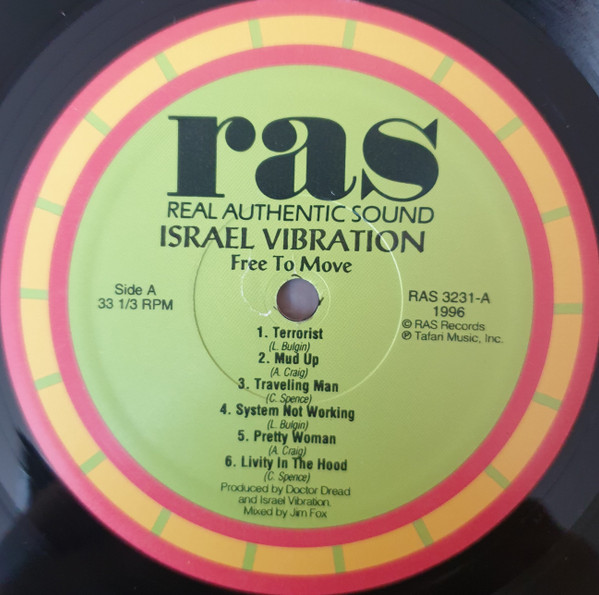 ras
REAL AUTHENTIC SOUND
ISRAEL VIBRATION
Free To Move
Side A
33 1/3 RPM
RAS 3231-A
1996
© RAS Records
℗ Tafari Music, Inc.
1. Terrorist
(L. Bulgin)
2. Mud Up
(A. Craig)
3. Traveling Man
(C. Spence)
4. System Not Working
(L. Bulgin)
5. Pretty Woman
(A. Craig)
6. Livity In The Hood
(C. Spence)
Produced by Doctor Dread
and Israel Vibration.
Mixed by Jim Fox